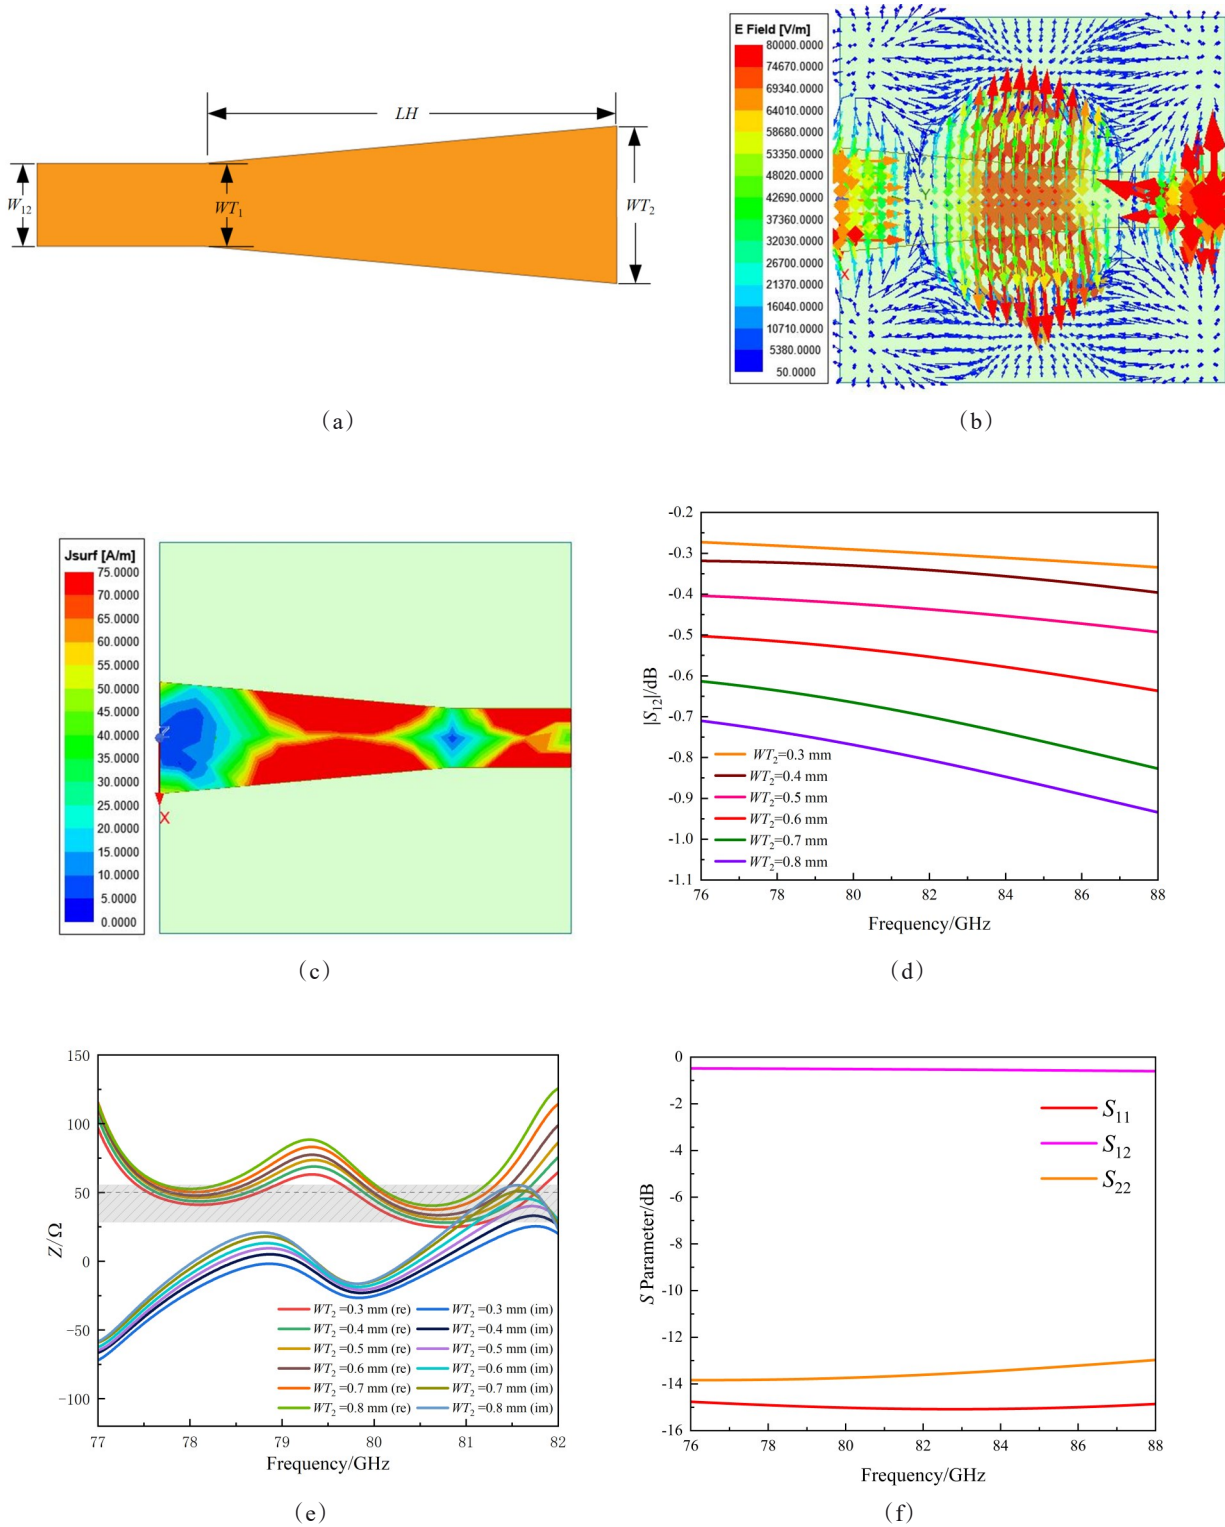 LH
W12
WT1
WT2
(a)
E Field [V/m]
80000.0000
74670.0000
69340.0000
64010.0000
58680.0000
53350.0000
48020.0000
42690.0000
37360.0000
32030.0000
26700.0000
21370.0000
16040.0000
10710.0000
5380.0000
50.0000
X
(b)
Jsurf [A/m]
75.0000
70.0000
65.0000
60.0000
55.0000
50.0000
45.0000
40.0000
35.0000
30.0000
25.0000
20.0000
15.0000
10.0000
5.0000
0.0000
X
(c)
-0.2
-0.3
-0.4
-0.5
-0.6
-0.7
-0.8
-0.9
-1.0
-1.1
|S12|/dB
WT2=0.3 mm
WT2=0.4 mm
WT2=0.5 mm
WT2=0.6 mm
WT2=0.7 mm
WT2=0.8 mm
76 78 80 82 84 86 88
Frequency/GHz
(d)
150
100
50
0
−50
−100
Z/Ω
WT2=0.3 mm (re) WT2=0.3 mm (im)
WT2=0.4 mm (re) WT2=0.4 mm (im)
WT2=0.5 mm (re) WT2=0.5 mm (im)
WT2=0.6 mm (re) WT2=0.6 mm (im)
WT2=0.7 mm (re) WT2=0.7 mm (im)
WT2=0.8 mm (re) WT2=0.8 mm (im)
77 78 79 80 81 82
Frequency/GHz
(e)
0
-2
-4
-6
-8
-10
-12
-14
-16
S Parameter/dB
S11
S12
S22
76 78 80 82 84 86 88
Frequency/GHz
(f)